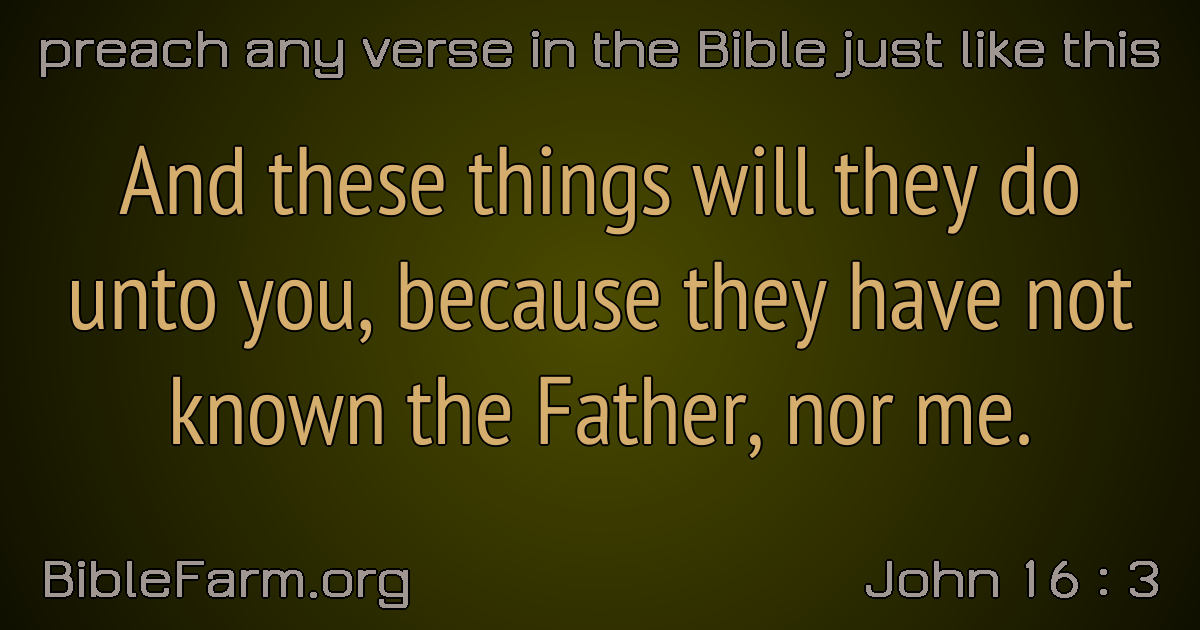 preach any verse in the Bible just like this
And these things will they do
unto you, because they have not
known the Father, nor me.
BibleFarm.org
John 16 : 3